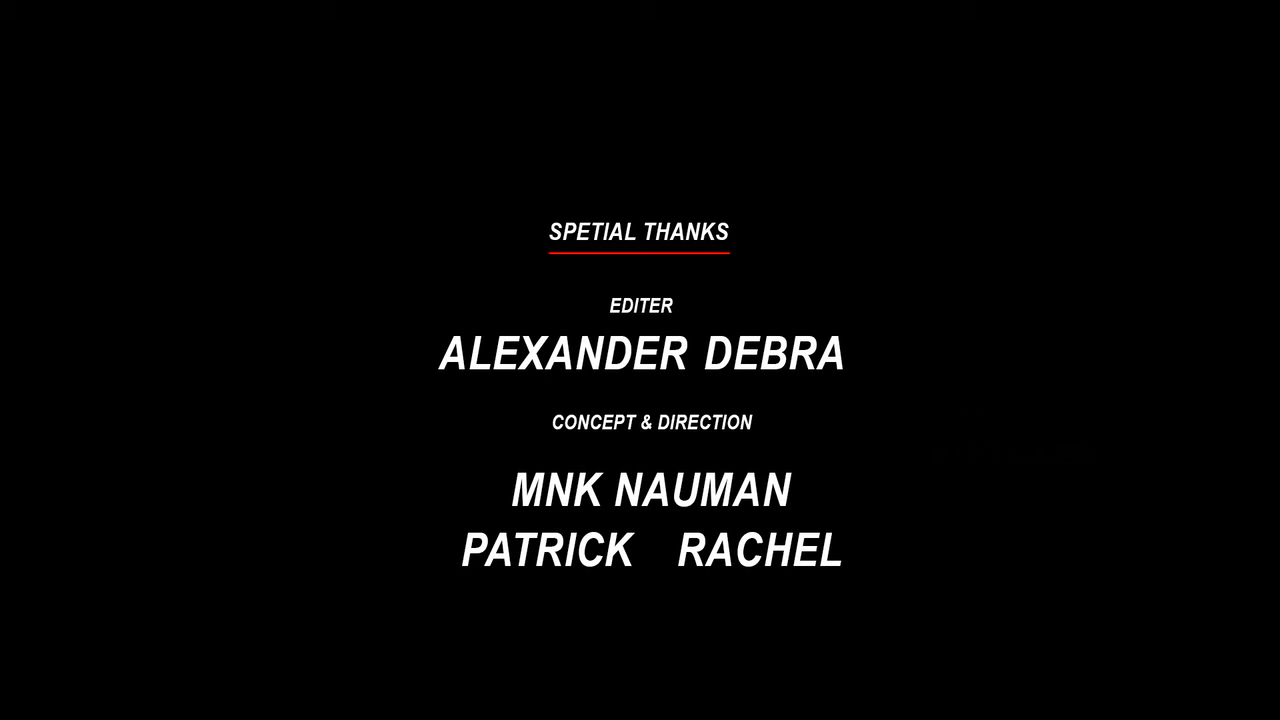 SPETIAL THANKS
EDITER
ALEXANDER DEBRA
CONCEPT & DIRECTION
MNK NAUMAN
PATRICK RACHEL